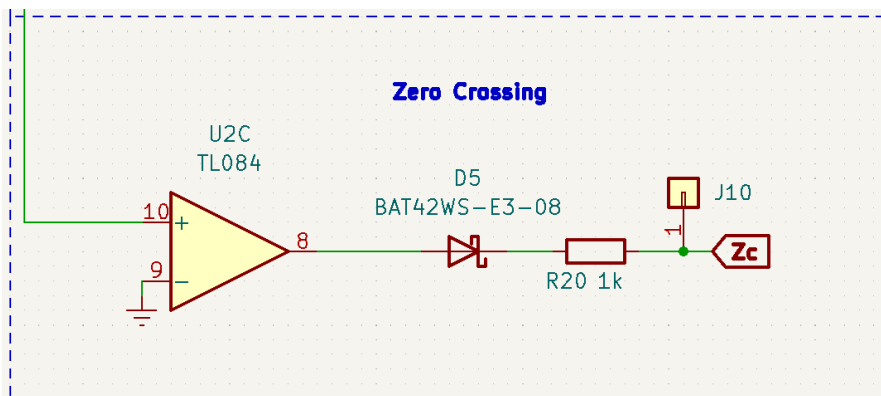 Zero Crossing
U2C
TL084
D5
BAT42WS-E3-08
J10
10
+
8
1
Zc
9
-
R20 1k